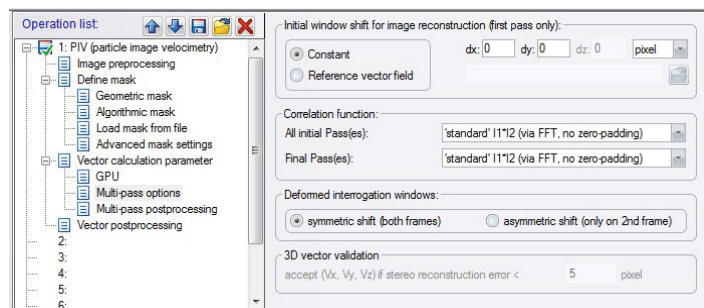 Operation list:
1: PIV (particle image velocimetry)
Image preprocessing
Define mask
Geometric mask
Algorithmic mask
Load mask from file
Advanced mask settings
Vector calculation parameter
GPU
Multi-pass options
Multi-pass postprocessing
Vector postprocessing
2:
3:
4:
5:
6:
Initial window shift for image reconstruction (first pass only):
Constant dx: 0 dy: 0 dz: 0 pixel
Reference vector field
Correlation function:
All initial Pass(es): 'standard' I1*I2 (via FFT, no zero-padding)
Final Pass(es): 'standard' I1*I2 (via FFT, no zero-padding)
Deformed interrogation windows:
symmetric shift (both frames) asymmetric shift (only on 2nd frame)
3D vector validation
accept (Vx, Vy, Vz) if stereo reconstruction error < 5 pixel